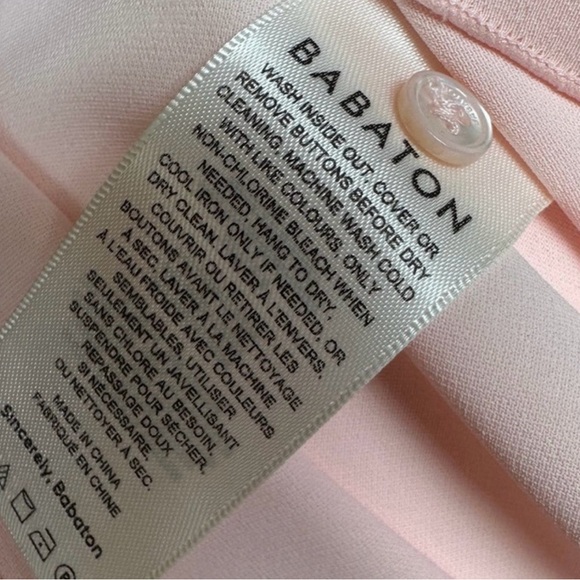 BABATON
WASH INSIDE OUT. COVER OR
REMOVE BUTTONS BEFORE DRY
CLEANING. MACHINE WASH COLD
WITH LIKE COLOURS. ONLY
NON-CHLORINE BLEACH WHEN
NEEDED. HANG TO DRY.
COOL IRON ONLY IF NEEDED, OR
DRY CLEAN. LAVER À L'ENVERS.
COUVRIR OU RETIRER LES
BOUTONS AVANT LE NETTOYAGE
À SEC. LAVER À LA MACHINE
À L'EAU FROIDE AVEC COULEURS
SEMBLABLES, UTILISER
SEULEMENT UN JAVELLISANT
SANS CHLORE AU BESOIN.
SUSPENDRE POUR SÉCHER.
REPASSAGE DOUX
SI NÉCESSAIRE.
OU NETTOYER À SEC.
MADE IN CHINA
FABRIQUÉ EN CHINE
Sincerely, Babaton